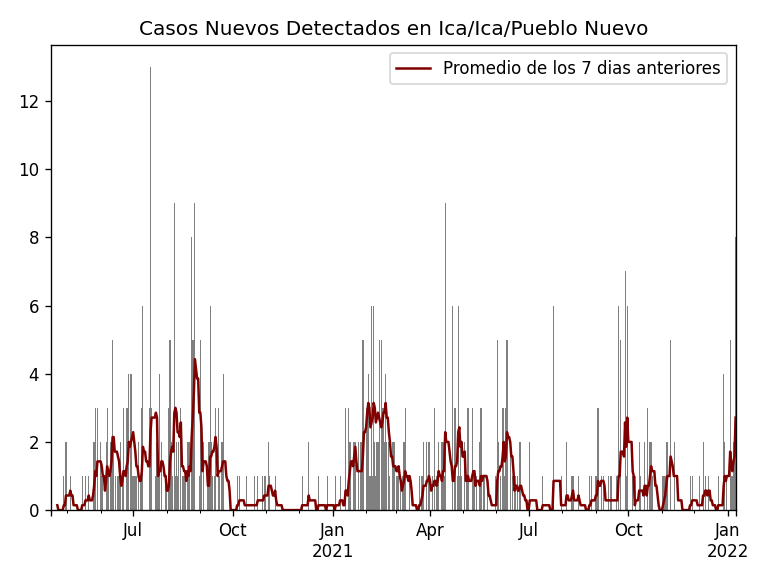 Casos Nuevos Detectados en Ica/Ica/Pueblo Nuevo
Promedio de los 7 dias anteriores
12
10
8
6
4
2
0
Jul
Oct
Jan
2021
Apr
Jul
Oct
Jan
2022